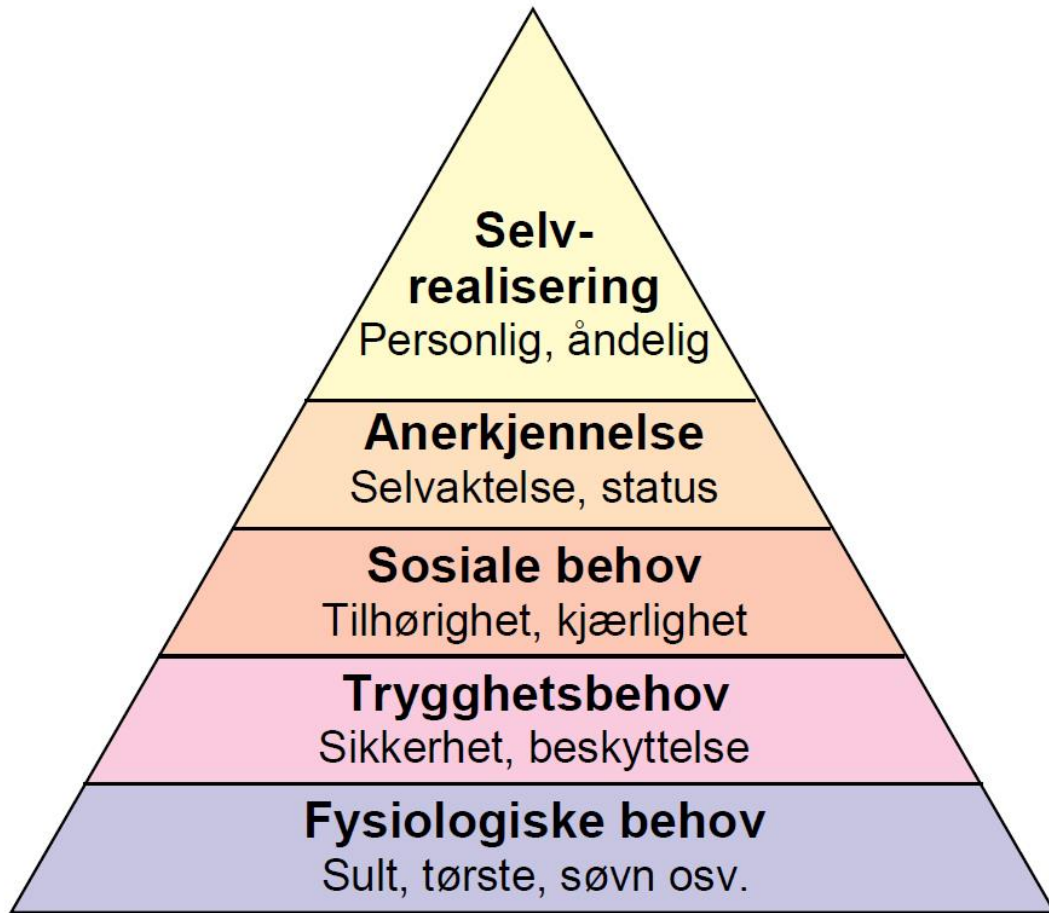 Selv-
realisering
Personlig, åndelig
Anerkjennelse
Selvaktelse, status
Sosiale behov
Tilhørighet, kjærlighet
Trygghetsbehov
Sikkerhet, beskyttelse
Fysiologiske behov
Sult, tørste, søvn osv.